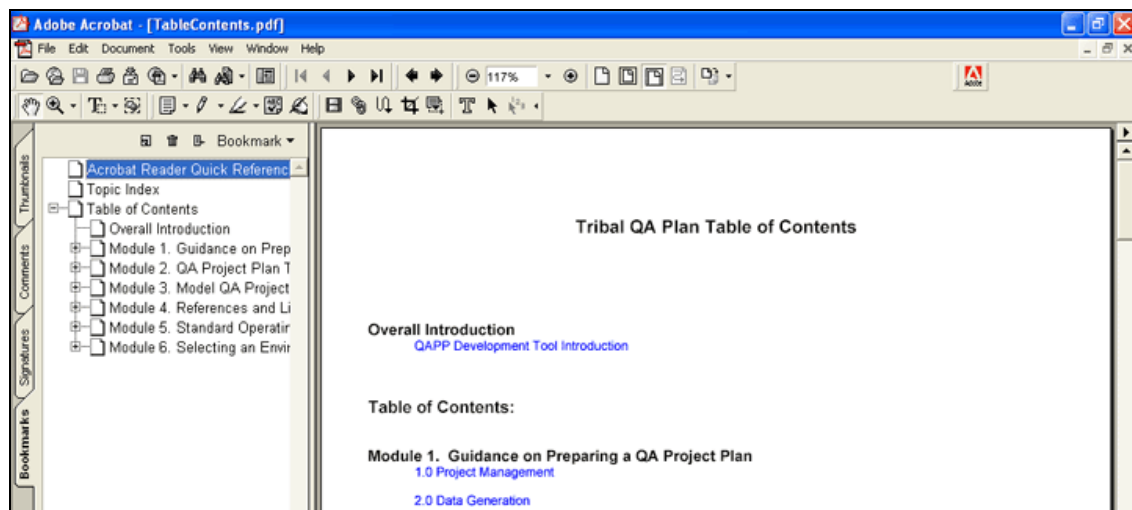 Adobe Acrobat - [TableContents.pdf]
File Edit Document Tools View Window Help
117%
Adobe
Bookmark
Thumbnails
Comments
Signatures
Bookmarks
Acrobat Reader Quick Referenc
Topic Index
Table of Contents
Overall Introduction
Module 1. Guidance on Prep
Module 2. QA Project Plan T
Module 3. Model QA Project
Module 4. References and Li
Module 5. Standard Operatin
Module 6. Selecting an Envir
Tribal QA Plan Table of Contents
Overall Introduction
QAPP Development Tool Introduction
Table of Contents:
Module 1. Guidance on Preparing a QA Project Plan
1.0 Project Management
2.0 Data Generation